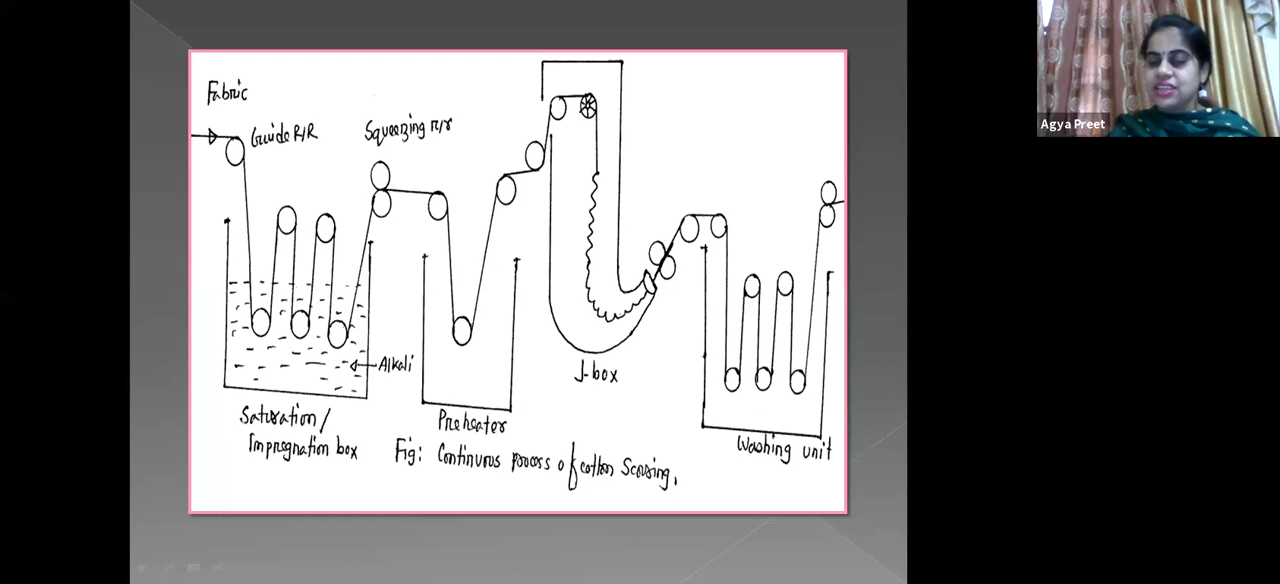 Fabric
Guide R/R
Squeezing r/r
Alkali
J-box
Saturation/
Impregnation box
Preheater
Washing unit
Fig: Continuous process of cotton Scouring.
Agya Preet